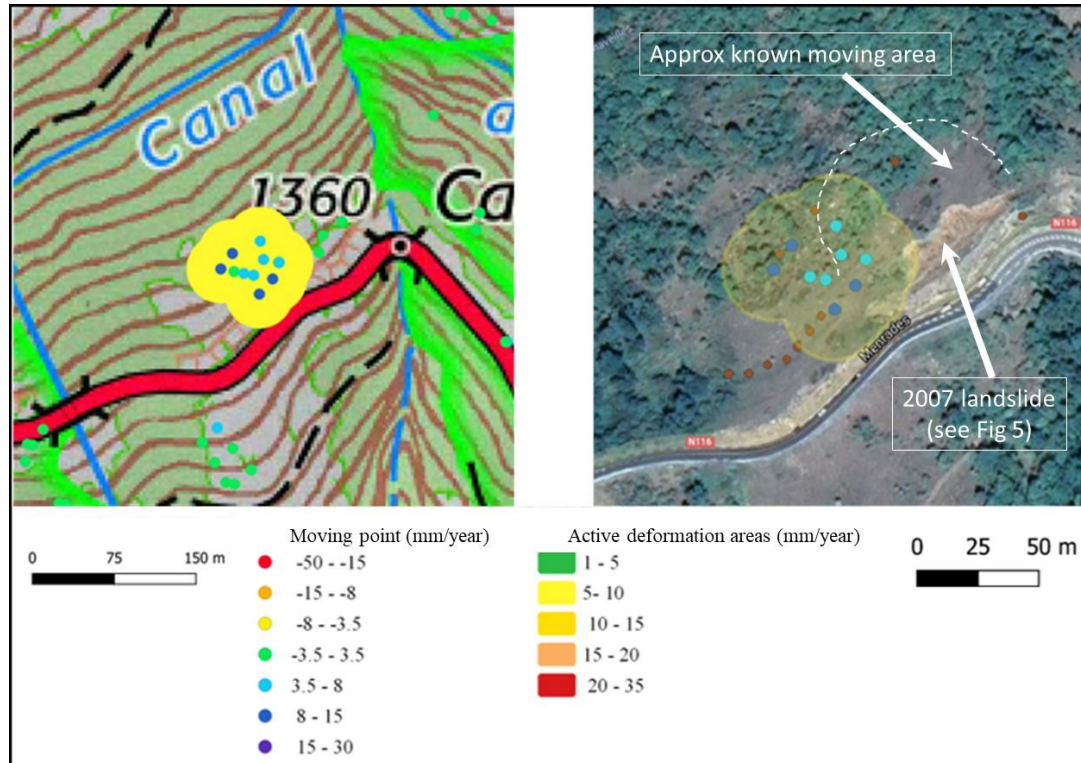 Canal
1360
Ca
a
Approx known moving area
N116
Menrades
2007 landslide
(see Fig 5)
N116
Moving point (mm/year)
-50 - -15
-15 - -8
-8 - -3.5
-3.5 - 3.5
3.5 - 8
8 - 15
15 - 30
Active deformation areas (mm/year)
1 - 5
5- 10
10 - 15
15 - 20
20 - 35
0 75 150 m
0 25 50 m